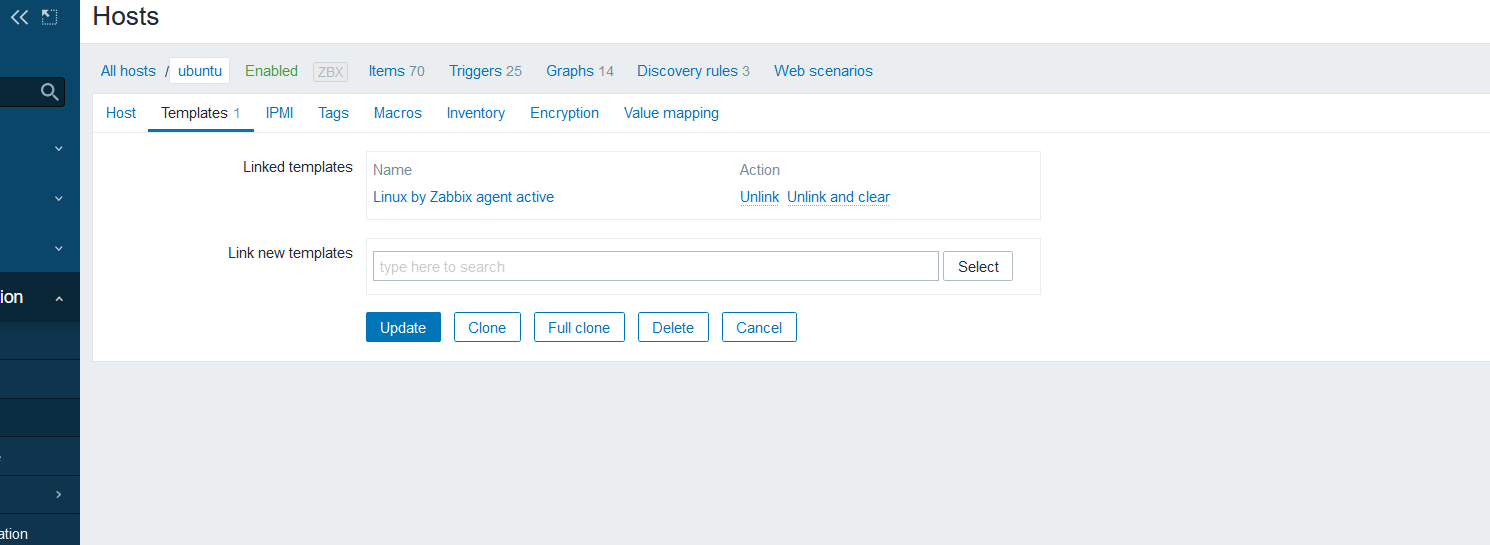 Hosts
All hosts / ubuntu Enabled ZBX Items 70 Triggers 25 Graphs 14 Discovery rules 3 Web scenarios
Host Templates 1 IPMI Tags Macros Inventory Encryption Value mapping
Linked templates Name Action
Linux by Zabbix agent active Unlink Unlink and clear
Link new templates type here to search Select
ion
Update Clone Full clone Delete Cancel
ation